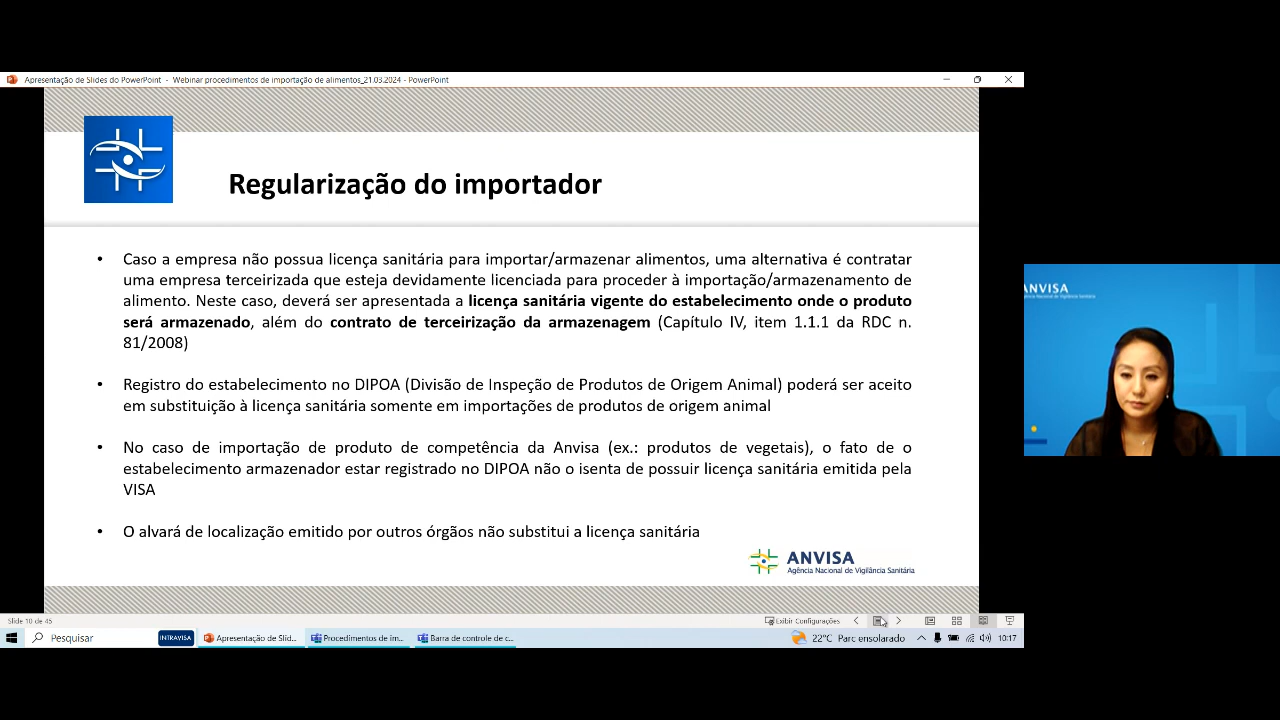 Apresentação de Slides do PowerPoint - Webinar procedimentos de importação de alimentos_21.03.2024 - PowerPoint
Regularização do importador
• Caso a empresa não possua licença sanitária para importar/armazenar alimentos, uma alternativa é contratar
uma empresa terceirizada que esteja devidamente licenciada para proceder à importação/armazenamento de
alimento. Neste caso, deverá ser apresentada a licença sanitária vigente do estabelecimento onde o produto
será armazenado, além do contrato de terceirização da armazenagem (Capítulo IV, item 1.1.1 da RDC n.
81/2008)
• Registro do estabelecimento no DIPOA (Divisão de Inspeção de Produtos de Origem Animal) poderá ser aceito
em substituição à licença sanitária somente em importações de produtos de origem animal
• No caso de importação de produto de competência da Anvisa (ex.: produtos de vegetais), o fato de o
estabelecimento armazenador estar registrado no DIPOA não o isenta de possuir licença sanitária emitida pela
VISA
• O alvará de localização emitido por outros órgãos não substitui a licença sanitária
ANVISA
Agência Nacional de Vigilância Sanitária
ANVISA
Slide 10 de 45
Exibir Configurações
Pesquisar
INTRAVISA
Apresentação de Slid...
Procedimentos de im...
Barra de controle de c...
22°C Parc ensolarado
10:17